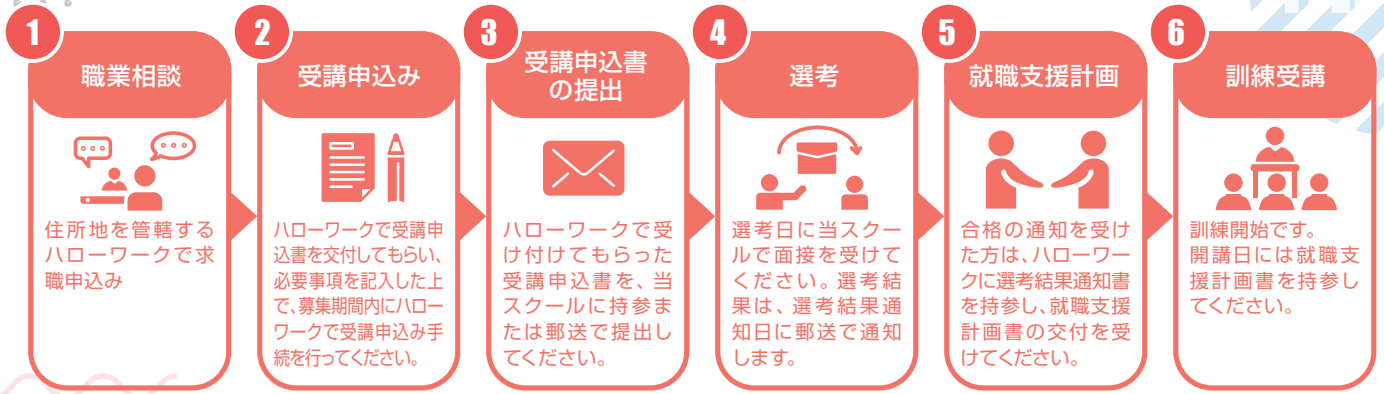 1
職業相談
住所地を管轄する
ハローワークで求
職申込み
2
受講申込み
ハローワークで受講申
込書を交付してもらい、
必要事項を記入した上
で、募集期間内にハロー
ワークで受講申込み手
続を行ってください。
3
受講申込書
の提出
ハローワークで受
け付けてもらった
受講申込書を、当
スクールに持参ま
たは郵送で提出し
てください。
4
選考
選考日に当スクー
ルで面接を受けて
ください。選考結
果は、選考結果通
知日に郵送で通知
します。
5
就職支援計画
合格の通知を受け
た方は、ハローワー
クに選考結果通知書
を持参し、就職支援
計画書の交付を受
けてください。
6
訓練受講
訓練開始です。
開講日には就職支
援計画書を持参し
てください。